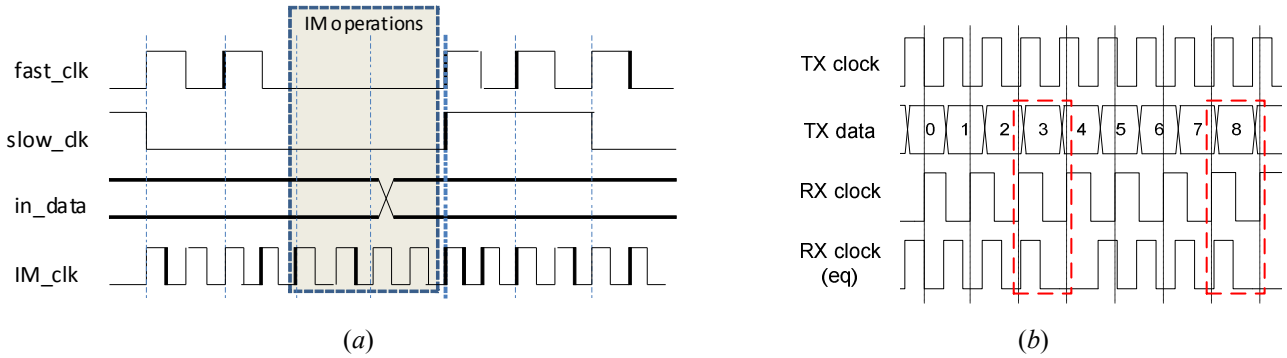 IM operations
fast_clk
slow_clk
in_data
IM_clk
(a)
TX clock
TX data
0 1 2 3 4 5 6 7 8
RX clock
RX clock
(eq)
(b)